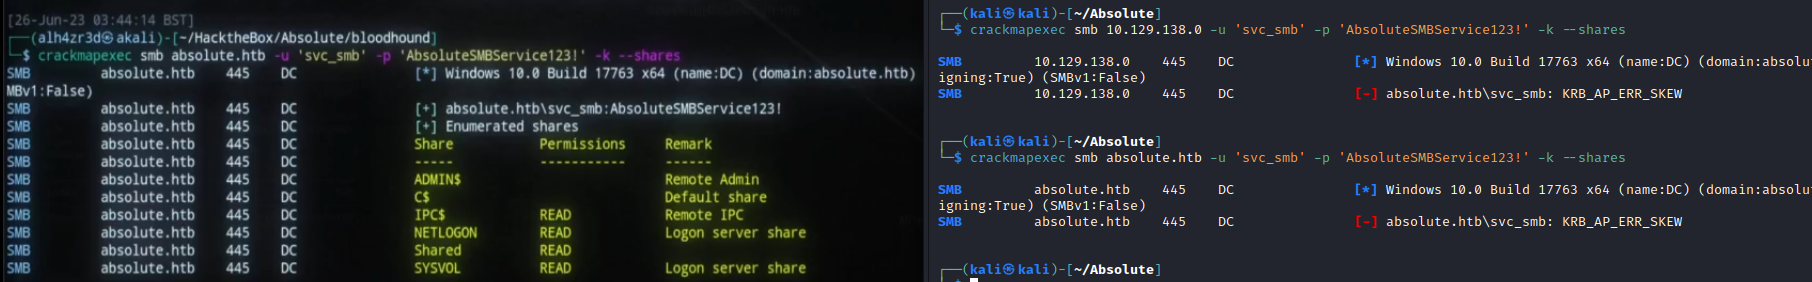 [26-Jun-23 03:44:14 BST]
┌──(alh4zr3d㉿akali)-[~/HacktheBox/Absolute/bloodhound]
└─$ crackmapexec smb absolute.htb -u 'svc_smb' -p 'AbsoluteSMBService123!' -k --shares
SMB absolute.htb 445 DC [*] Windows 10.0 Build 17763 x64 (name:DC) (domain:absolute.htb)
MBv1:False)
SMB absolute.htb 445 DC [+] absolute.htb\svc_smb:AbsoluteSMBService123!
SMB absolute.htb 445 DC [+] Enumerated shares
SMB absolute.htb 445 DC Share Permissions Remark
SMB absolute.htb 445 DC ----- ----------- ------
SMB absolute.htb 445 DC ADMIN$ Remote Admin
SMB absolute.htb 445 DC C$ Default share
SMB absolute.htb 445 DC IPC$ READ Remote IPC
SMB absolute.htb 445 DC NETLOGON READ Logon server share
SMB absolute.htb 445 DC Shared READ
SMB absolute.htb 445 DC SYSVOL READ Logon server share
┌──(kali㉿kali)-[~/Absolute]
└─$ crackmapexec smb 10.129.138.0 -u 'svc_smb' -p 'AbsoluteSMBService123!' -k --shares
SMB 10.129.138.0 445 DC [*] Windows 10.0 Build 17763 x64 (name:DC) (domain:absolu
igning:True) (SMBv1:False)
SMB 10.129.138.0 445 DC [-] absolute.htb\svc_smb: KRB_AP_ERR_SKEW
┌──(kali㉿kali)-[~/Absolute]
└─$ crackmapexec smb absolute.htb -u 'svc_smb' -p 'AbsoluteSMBService123!' -k --shares
SMB absolute.htb 445 DC [*] Windows 10.0 Build 17763 x64 (name:DC) (domain:absolu
igning:True) (SMBv1:False)
SMB absolute.htb 445 DC [-] absolute.htb\svc_smb: KRB_AP_ERR_SKEW
┌──(kali㉿kali)-[~/Absolute]